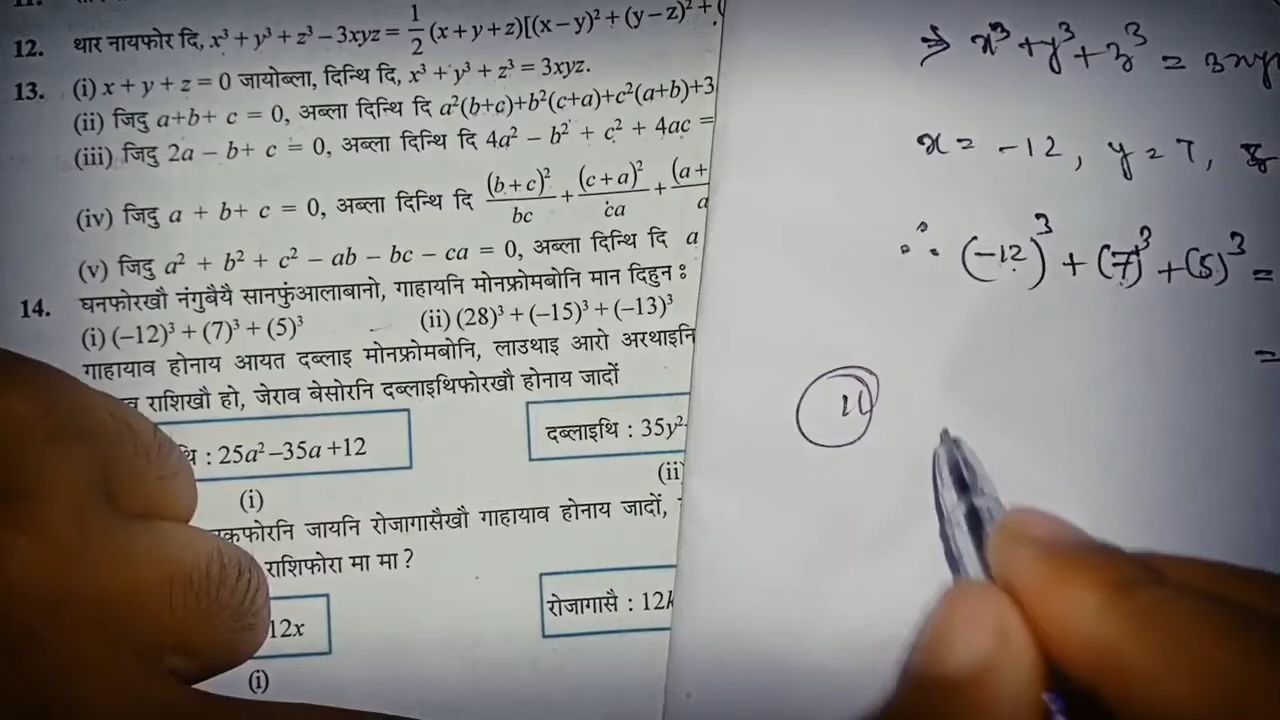 12. थार नायफोर दि, x³ + y³ + z³ – 3xyz = 1/2 (x + y + z)[(x – y)² + (y – z)² +
13. (i) x + y + z = 0 जायोब्ला, दिन्थि दि, x³ + y³ + z³ = 3xyz.
(ii) जिदु a+b+ c = 0, अब्ला दिन्थि दि a²(b+c)+b²(c+a)+c²(a+b)+3
(iii) जिदु 2a – b+ c = 0, अब्ला दिन्थि दि 4a² – b² + c² + 4ac =
(iv) जिदु a + b+ c = 0, अब्ला दिन्थि दि (b+c)²/bc + (c+a)²/ca + (a+/a
(v) जिदु a² + b² + c² – ab – bc – ca = 0, अब्ला दिन्थि दि a
14. घनफोरखौ नंगुबैयै सानफुंआलाबानो, गाहायनि मोनफ्रोमबोनि मान दिहुन :
(i) (–12)³ + (7)³ + (5)³ (ii) (28)³ + (–15)³ + (–13)³
गाहायाव होनाय आयत दब्लाइ मोनफ्रोमबोनि, लाउथाइ आरो अरथाइनि
राशिखौ हो, जेराव बेसोरनि दब्लाइथिफोरखौ होनाय जादों
: 25a²–35a +12 दब्लाइथि : 35y²
(i) (ii)
जायनि रोजागासैखौ गाहायाव होनाय जादों,
राशिफोरा मा मा ?
12x रोजागासै : 12k
(i)
⇒ x³ + y³ + z³ = 3xy
x = -12, y = 7,
∴ (-12)³ + (7)³ + (5)³ =
=
11